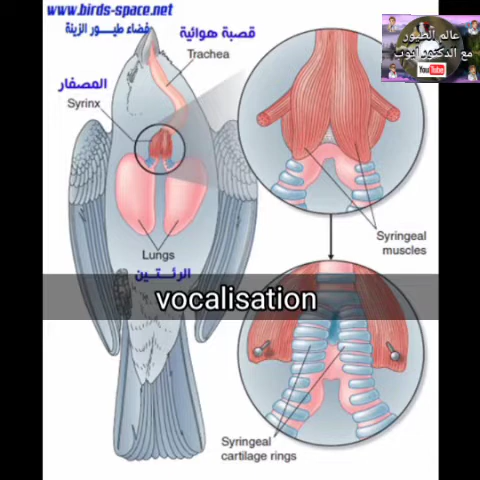 www.birds-space.net
فضاء طيور الزينة
قصبة هوائية
Trachea
المصفار
Syrinx
Lungs
الرئتين
Syringeal
muscles
vocalisation
Syringeal
cartilage rings
عالم الطيور
مع الدكتور أيوب
YouTube